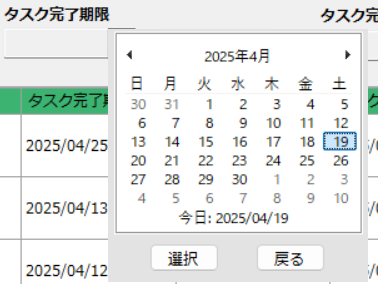 タスク完了期限
タスク完
2025年4月
日 月 火 水 木 金 土
30 31 1 2 3 4 5
6 7 8 9 10 11 12
13 14 15 16 17 18 19
20 21 22 23 24 25 26
27 28 29 30 1 2 3
4 5 6 7 8 9 10
今日: 2025/04/19
選択 戻る
タスク完了
2025/04/25
2025/04/13
2025/04/12